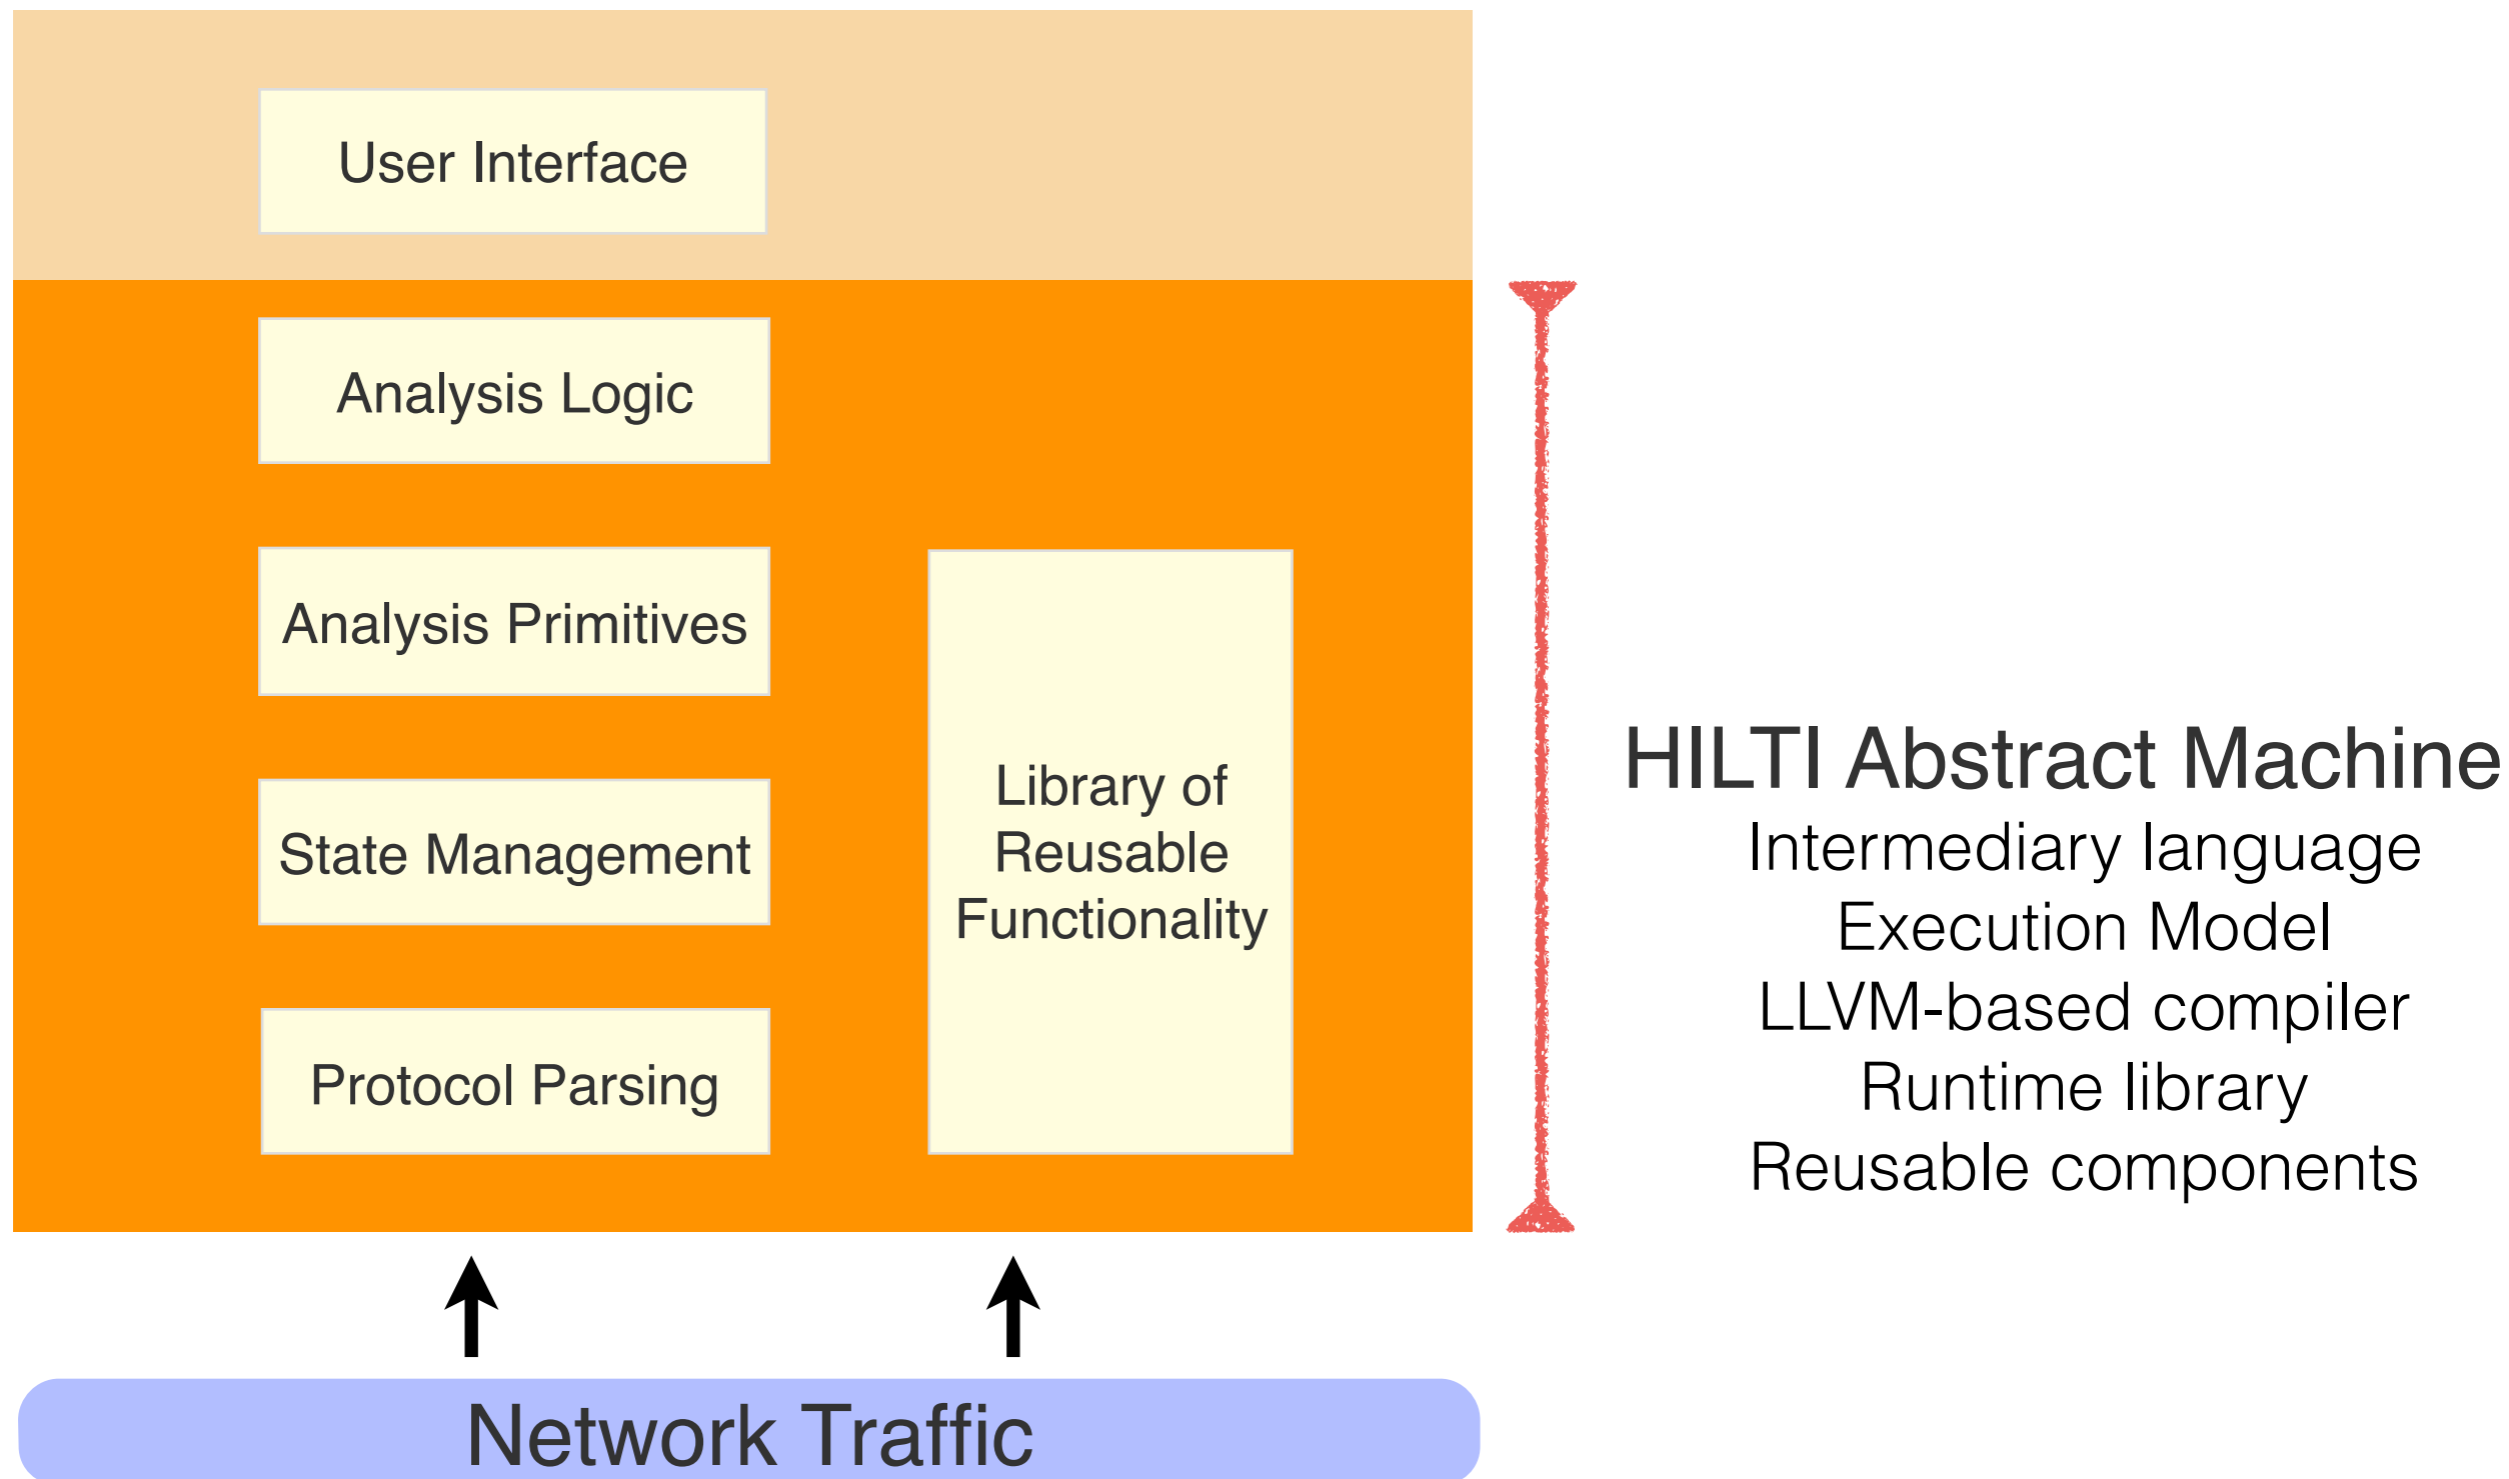 User Interface
Analysis Logic
Analysis Primitives
State Management
Protocol Parsing
Library of
Reusable
Functionality
HILTI Abstract Machine
Intermediary language
Execution Model
LLVM-based compiler
Runtime library
Reusable components
Network Traffic